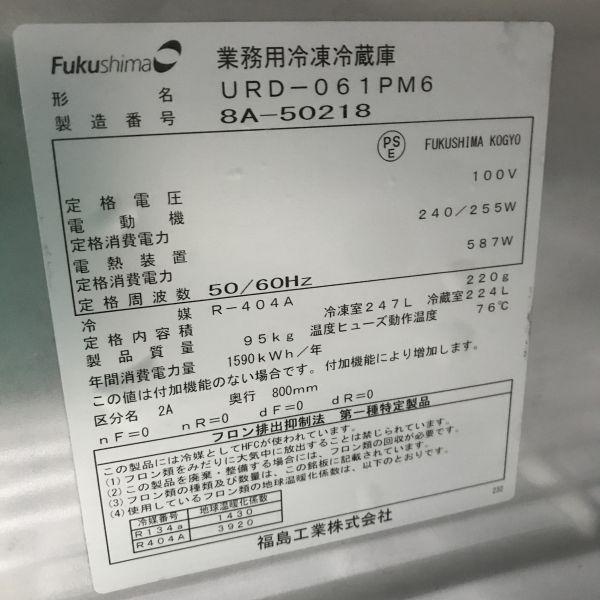 Fukushima 業務用冷凍冷蔵庫
形名 URD-061PM6
製造番号 8A-50218
PSE FUKUSHIMA KOGYO
定格電圧 100V
電動機
定格消費電力 240/255W
電熱装置
定格消費電力 587W
定格周波数 50/60Hz
冷媒 R-404A 220g
定格内容積 冷凍室247L 冷蔵室224L
製品質量 95kg 温度ヒューズ動作温度 76℃
年間消費電力量 1590kWh/年
この値は付加機能のない場合です。付加機能により増加します。
区分名 2A 奥行 800mm
nF=0 nR=0 dF=0 dR=0
フロン排出抑制法 第一種特定製品
この製品には冷媒としてHFCが使われています。
(1) フロン類をみだりに大気中に放出することは禁じられています。
(2) この製品を廃棄・整備する場合には、フロン類の回収が必要です。
(3) フロン類の種類及び数量は、この銘板に記載されています。
(4) 使用しているフロン類の地球温暖化係数は、以下のとおりです。
冷媒番号 地球温暖化係数
R134a 1430
R404A 3920
232
福島工業株式会社